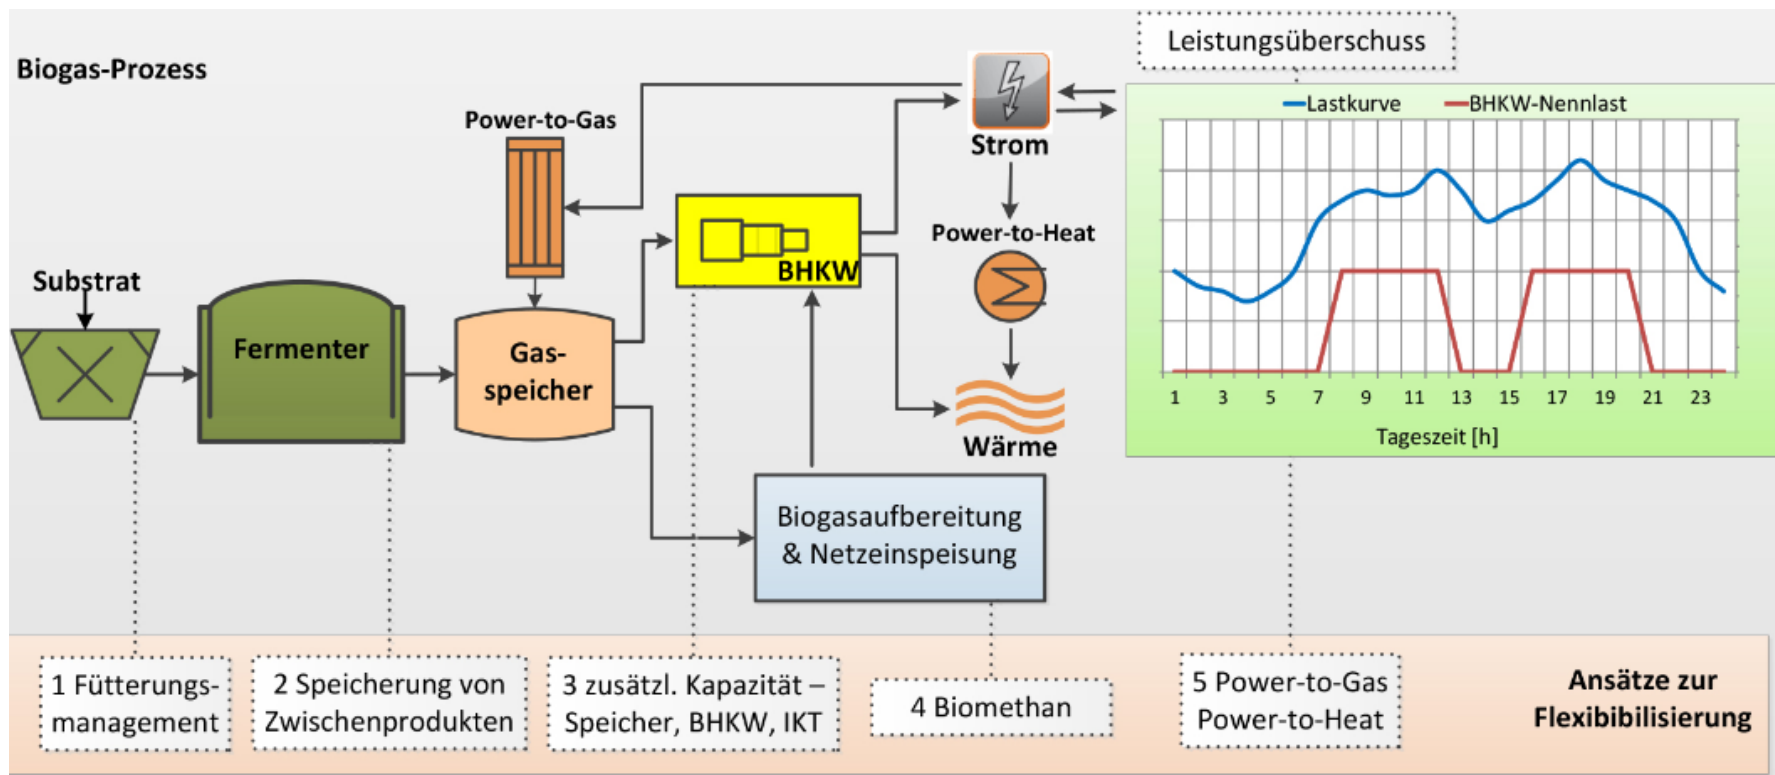 Leistungsüberschuss
Biogas-Prozess
Lastkurve
BHKW-Nennlast
Power-to-Gas
Strom
Power-to-Heat
BHKW
Substrat
Fermenter
Gas-
speicher
1 3 5 7 9 11 13 15 17 19 21 23
Tageszeit [h]
Wärme
Biogasaufbereitung
& Netzeinspeisung
1 Fütterungs-
management
2 Speicherung von
Zwischenprodukten
3 zusätzl. Kapazität –
Speicher, BHKW, IKT
4 Biomethan
5 Power-to-Gas
Power-to-Heat
Ansätze zur
Flexibibilisierung